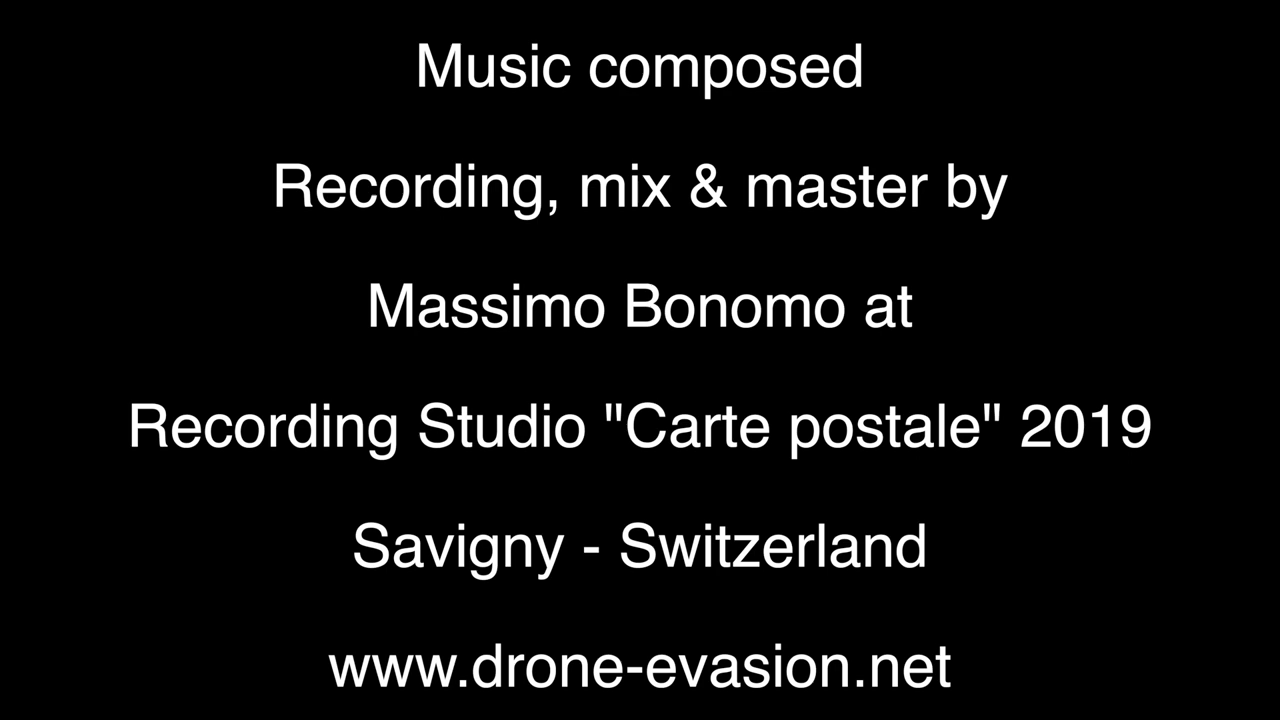 Music composed
Recording, mix & master by
Massimo Bonomo at
Recording Studio "Carte postale" 2019
Savigny - Switzerland
www.drone-evasion.net